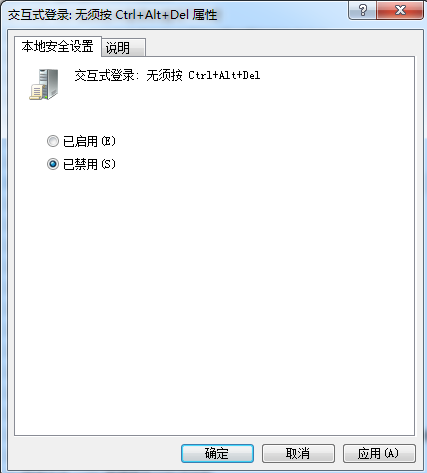 交互式登录: 无须按 Ctrl+Alt+Del 属性
本地安全设置 说明
交互式登录: 无须按 Ctrl+Alt+Del
已启用(E)
已禁用(S)
确定 取消 应用(A)